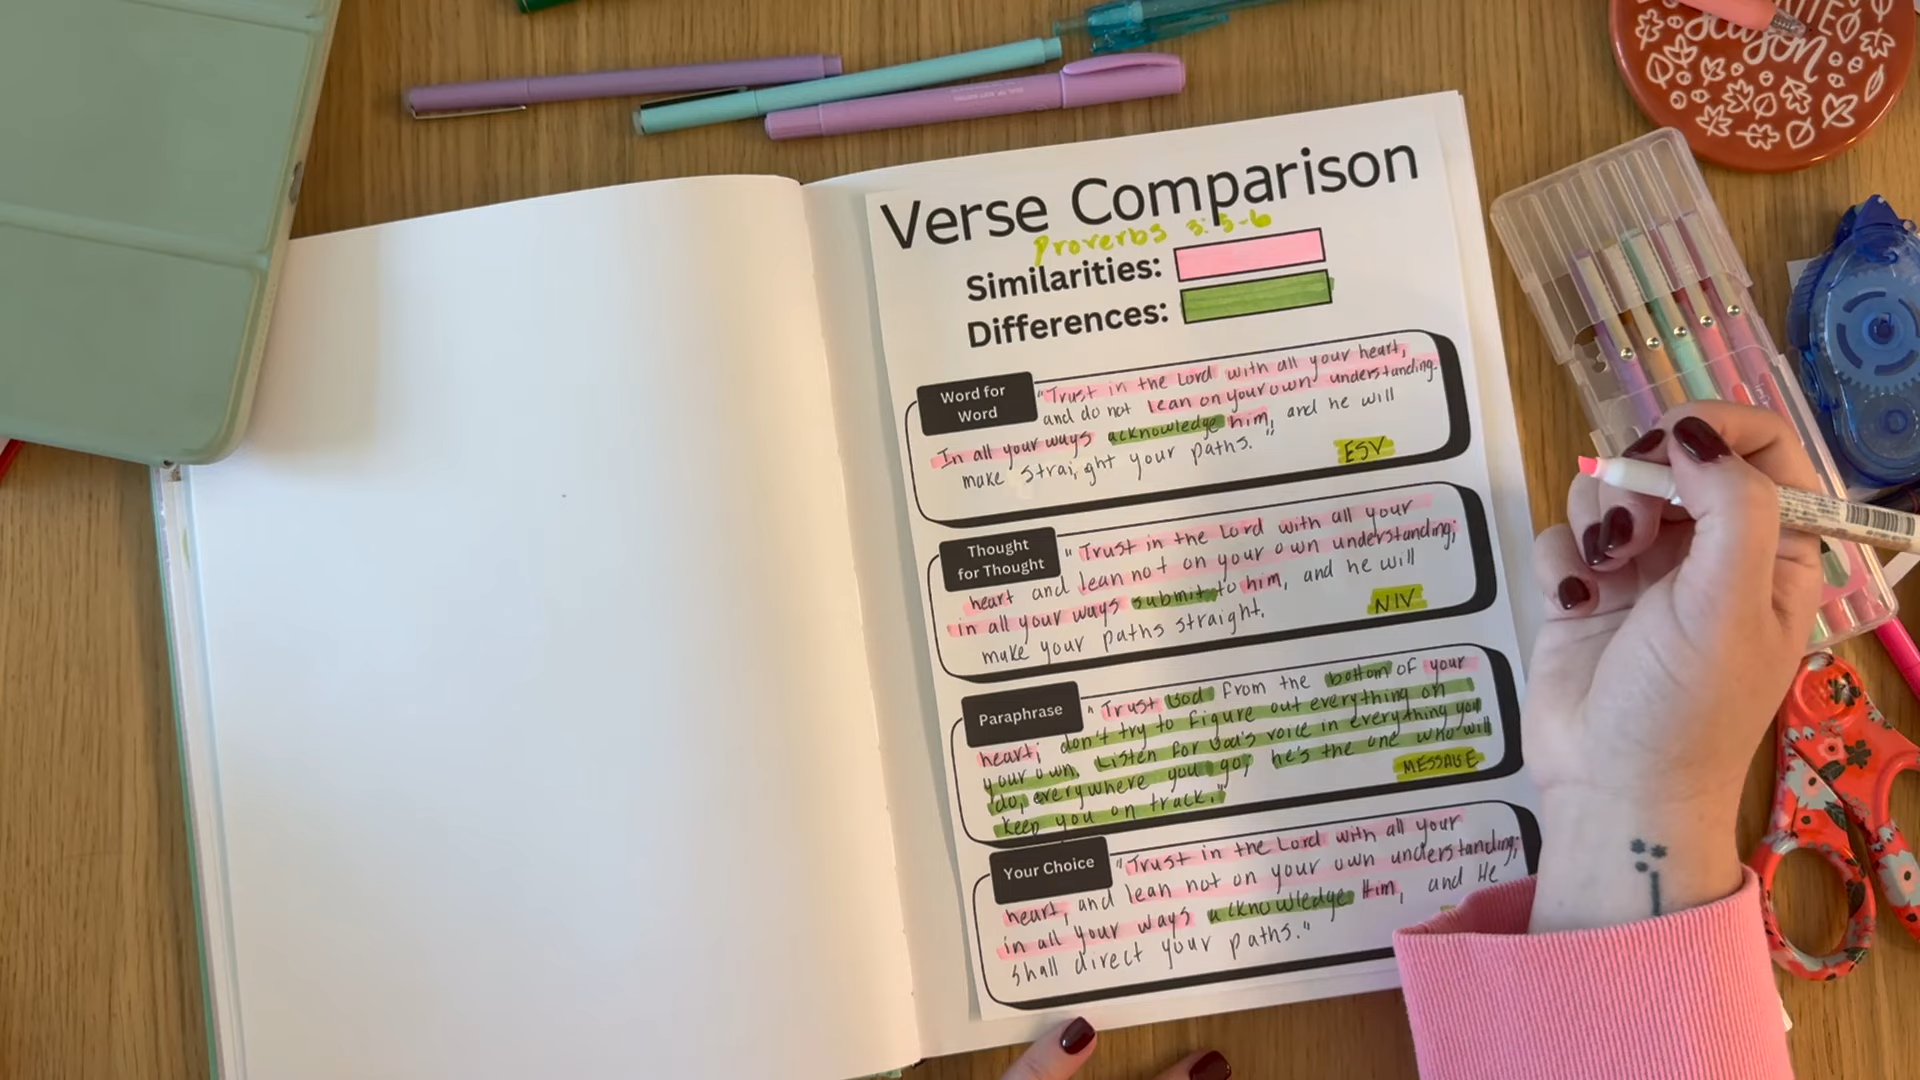 Season
Verse Comparison
Proverbs 3:5-6
Similarities:
Differences:
Word for
Word
"Trust in the Lord with all your heart,
and do not lean on your own understanding.
In all your ways acknowledge him, and he will
make straight your paths."
ESV
Thought
for Thought
"Trust in the Lord with all your
heart and lean not on your own understanding;
in all your ways submit to him, and he will
make your paths straight.
NIV
Paraphrase
"Trust God from the bottom of your
heart; don't try to figure out everything on
your own. Listen for God's voice in everything you
do, everywhere you go; he's the one who will
keep you on track."
MESSAGE
Your Choice
"Trust in the Lord with all your
heart, and lean not on your own understanding;
in all your ways acknowledge Him, and He
shall direct your paths."